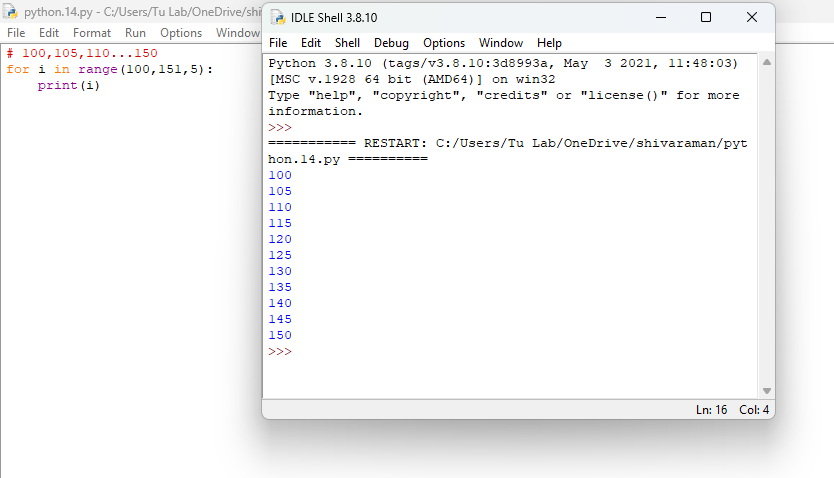 python.14.py - C:/Users/Tu Lab/OneDrive/shiv
File Edit Format Run Options Window
# 100,105,110...150
for i in range(100,151,5):
    print(i)
IDLE Shell 3.8.10
File Edit Shell Debug Options Window Help
Python 3.8.10 (tags/v3.8.10:3d8993a, May  3 2021, 11:48:03)
[MSC v.1928 64 bit (AMD64)] on win32
Type "help", "copyright", "credits" or "license()" for more
information.
>>>
=========== RESTART: C:/Users/Tu Lab/OneDrive/shivaraman/pyt
hon.14.py ==========
100
105
110
115
120
125
130
135
140
145
150
>>>
Ln: 16 Col: 4